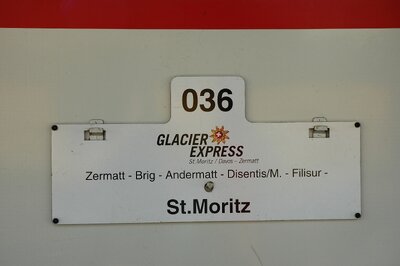 036
GLACIER
EXPRESS
St. Moritz / Davos - Zermatt
Zermatt - Brig - Andermatt - Disentis/M. - Filisur -
St.Moritz